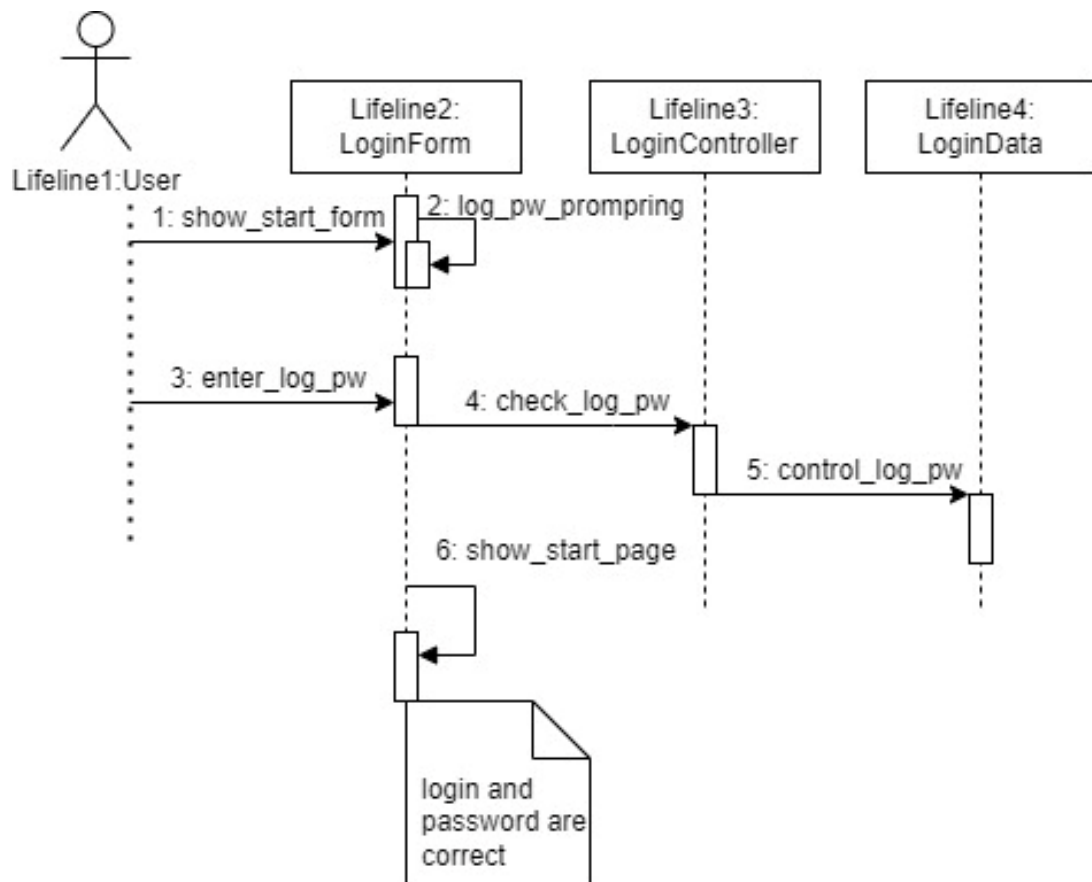 Lifeline2:
LoginForm
Lifeline3:
LoginController
Lifeline4:
LoginData
Lifeline1:User
2: log_pw_prompring
1: show_start_form
3: enter_log_pw
4: check_log_pw
5: control_log_pw
6: show_start_page
login and
password are
correct